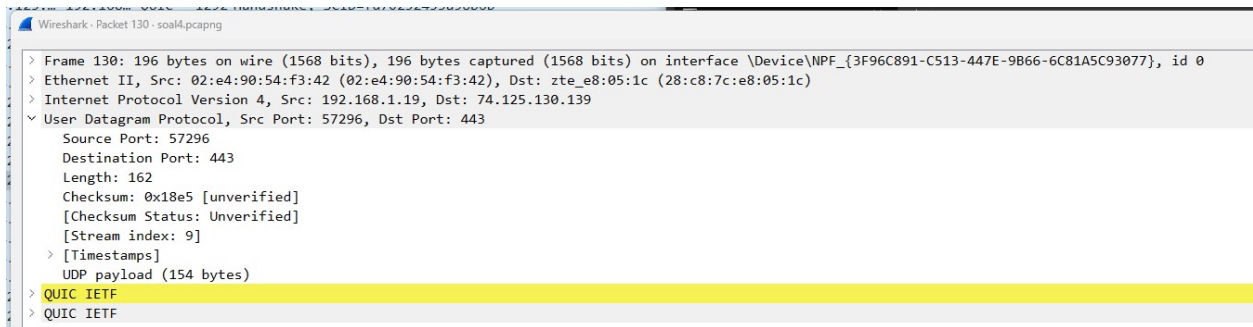 Wireshark · Packet 130 · soal4.pcapng
> Frame 130: 196 bytes on wire (1568 bits), 196 bytes captured (1568 bits) on interface \Device\NPF_{3F96C891-C513-447E-9B66-6C81A5C93077}, id 0
> Ethernet II, Src: 02:e4:90:54:f3:42 (02:e4:90:54:f3:42), Dst: zte_e8:05:1c (28:c8:7c:e8:05:1c)
> Internet Protocol Version 4, Src: 192.168.1.19, Dst: 74.125.130.139
User Datagram Protocol, Src Port: 57296, Dst Port: 443
Source Port: 57296
Destination Port: 443
Length: 162
Checksum: 0x18e5 [unverified]
[Checksum Status: Unverified]
[Stream index: 9]
> [Timestamps]
UDP payload (154 bytes)
> QUIC IETF
> QUIC IETF